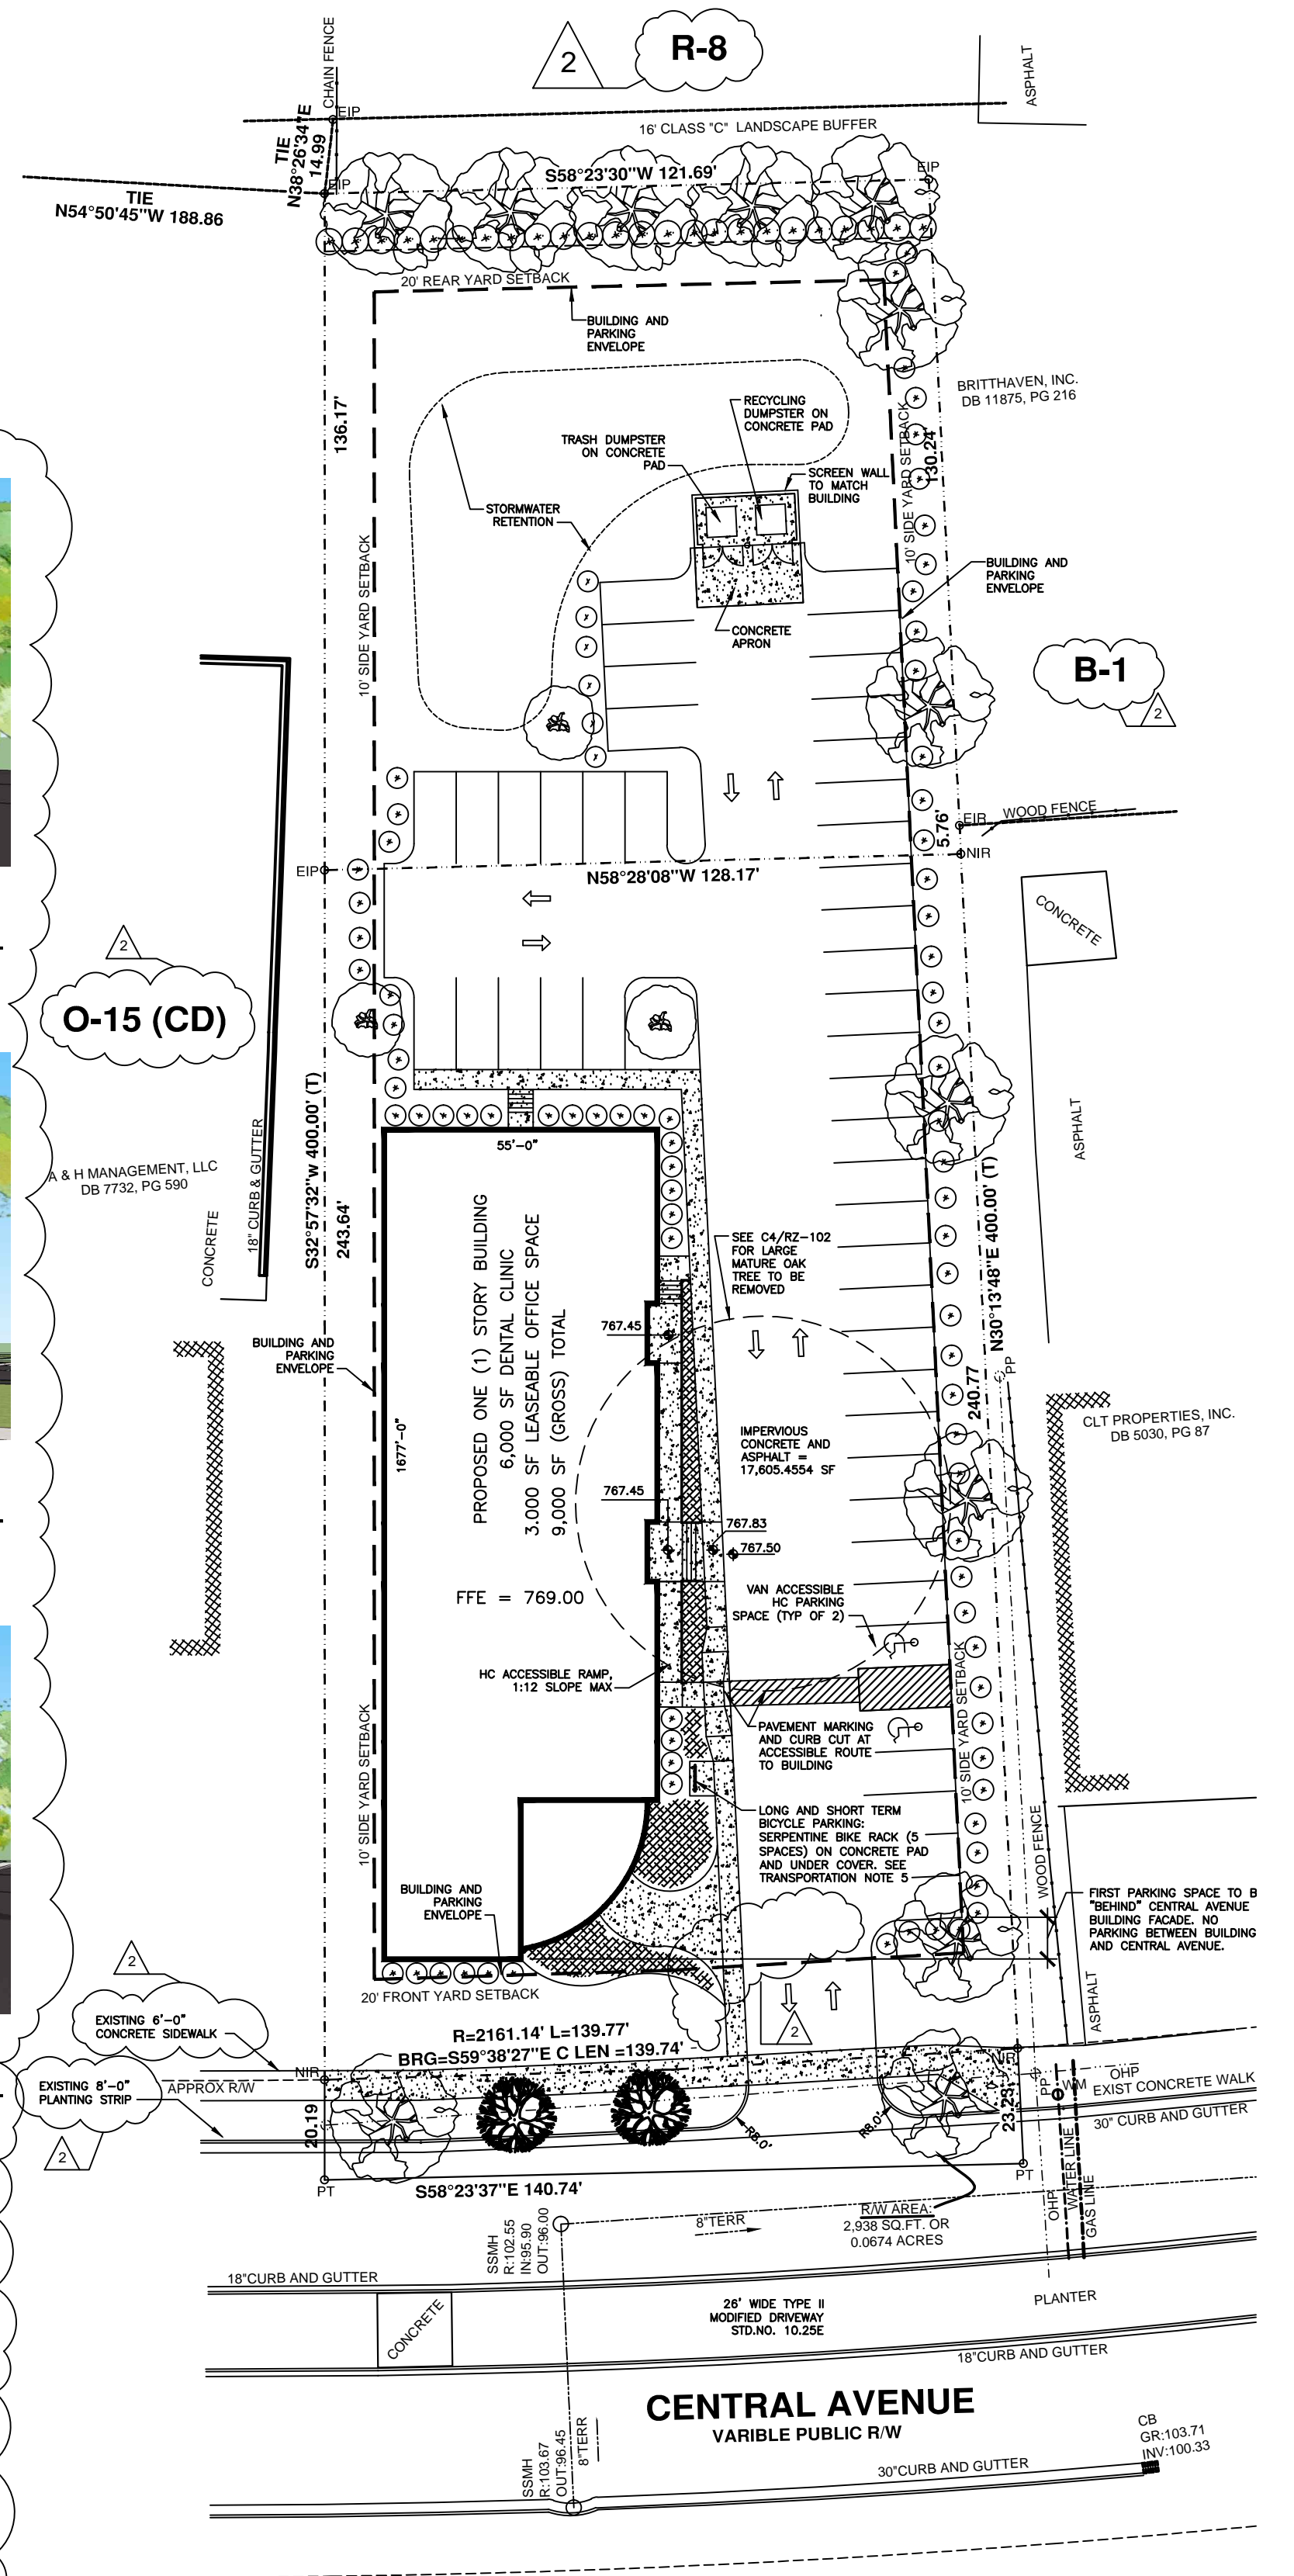 R-8
2
CHAIN FENCE
EIP
ASPHALT
16' CLASS "C" LANDSCAPE BUFFER
TIE
N38°26'34"E
14.99
EIP
S58°23'30"W 121.69'
EIP
TIE
N54°50'45"W 188.86
20' REAR YARD SETBACK
BUILDING AND
PARKING
ENVELOPE
BRITTHAVEN, INC.
DB 11875, PG 216
136.17'
RECYCLING
DUMPSTER ON
CONCRETE PAD
TRASH DUMPSTER
ON CONCRETE
PAD
SCREEN WALL
TO MATCH
BUILDING
10' SIDE YARD SETBACK
130.24'
STORMWATER
RETENTION
10' SIDE YARD SETBACK
BUILDING AND
PARKING
ENVELOPE
CONCRETE
APRON
B-1
2
WOOD FENCE
EIR
5.76'
NIR
EIP
N58°28'08"W 128.17'
CONCRETE
2
O-15 (CD)
S32°57'32"w 400.00' (T)
243.64'
ASPHALT
A & H MANAGEMENT, LLC
DB 7732, PG 590
18" CURB & GUTTER
CONCRETE
55'-0"
N30°13'48"E 400.00' (T)
240.77
PP
PROPOSED ONE (1) STORY BUILDING
6,000 SF DENTAL CLINIC
3.000 SF LEASEABLE OFFICE SPACE
9,000 SF (GROSS) TOTAL
SEE C4/RZ-102
FOR LARGE
MATURE OAK
TREE TO BE
REMOVED
767.45
BUILDING AND
PARKING
ENVELOPE
1677'-0"
CLT PROPERTIES, INC.
DB 5030, PG 87
IMPERVIOUS
CONCRETE AND
ASPHALT =
17,605.4554 SF
767.45
767.83
767.50
FFE = 769.00
VAN ACCESSIBLE
HC PARKING
SPACE (TYP OF 2)
HC ACCESSIBLE RAMP,
1:12 SLOPE MAX
10' SIDE YARD SETBACK
10' SIDE YARD SETBACK
PAVEMENT MARKING
AND CURB CUT AT
ACCESSIBLE ROUTE
TO BUILDING
LONG AND SHORT TERM
BICYCLE PARKING:
SERPENTINE BIKE RACK (5
SPACES) ON CONCRETE PAD
AND UNDER COVER. SEE
TRANSPORTATION NOTE 5
WOOD FENCE
BUILDING AND
PARKING
ENVELOPE
FIRST PARKING SPACE TO B
"BEHIND" CENTRAL AVENUE
BUILDING FACADE. NO
PARKING BETWEEN BUILDING
AND CENTRAL AVENUE.
ASPHALT
2
20' FRONT YARD SETBACK
2
EXISTING 6'-0"
CONCRETE SIDEWALK
R=2161.14' L=139.77'
BRG=S59°38'27"E C LEN =139.74'
NIR
NIR
EXISTING 8'-0"
PLANTING STRIP
APPROX R/W
2
PP
WM
OHP
EXIST CONCRETE WALK
20.19
23.23
R6.0'
R8.0'
30" CURB AND GUTTER
PT
S58°23'37"E 140.74'
PT
OHP
WATER LINE
GAS LINE
SSMH
R:102.55
IN:95.90
OUT:96.00
8"TERR
R/W AREA:
2,938 SQ.FT. OR
0.0674 ACRES
18"CURB AND GUTTER
PLANTER
CONCRETE
26' WIDE TYPE II
MODIFIED DRIVEWAY
STD.NO. 10.25E
18"CURB AND GUTTER
CENTRAL AVENUE
VARIBLE PUBLIC R/W
SSMH
R:103.67
OUT:96.45
8"TERR
30"CURB AND GUTTER
CB
GR:103.71
INV:100.33